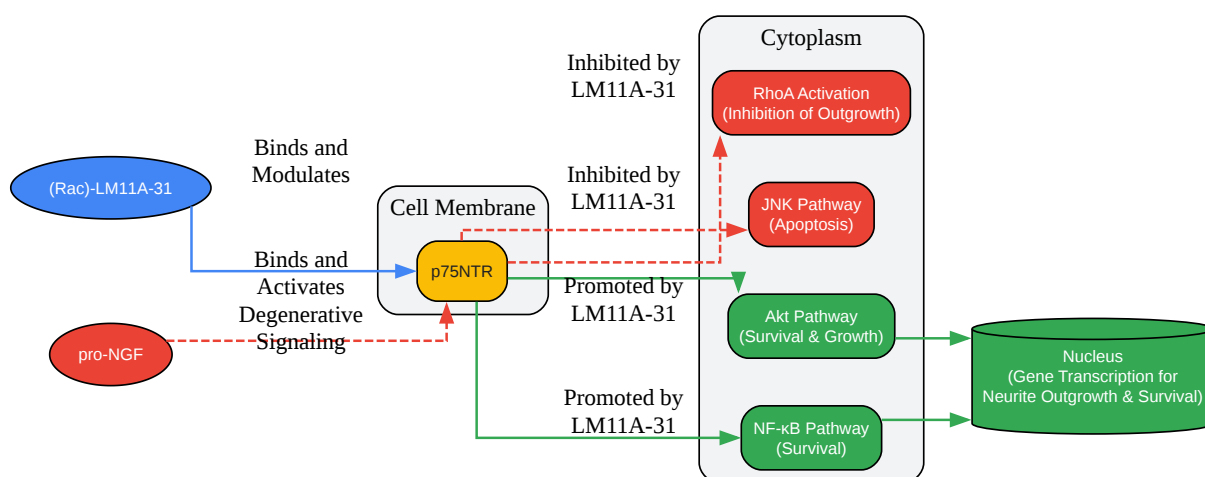 Cytoplasm
Inhibited by
LM11A-31
RhoA Activation
(Inhibition of Outgrowth)
Binds and
Modulates
(Rac)-LM11A-31
Inhibited by
LM11A-31
JNK Pathway
(Apoptosis)
Cell Membrane
p75NTR
Binds and
Activates
Degenerative
Signaling
pro-NGF
Promoted by
LM11A-31
Akt Pathway
(Survival & Growth)
Nucleus
(Gene Transcription for
Neurite Outgrowth & Survival)
Promoted by
LM11A-31
NF-κB Pathway
(Survival)